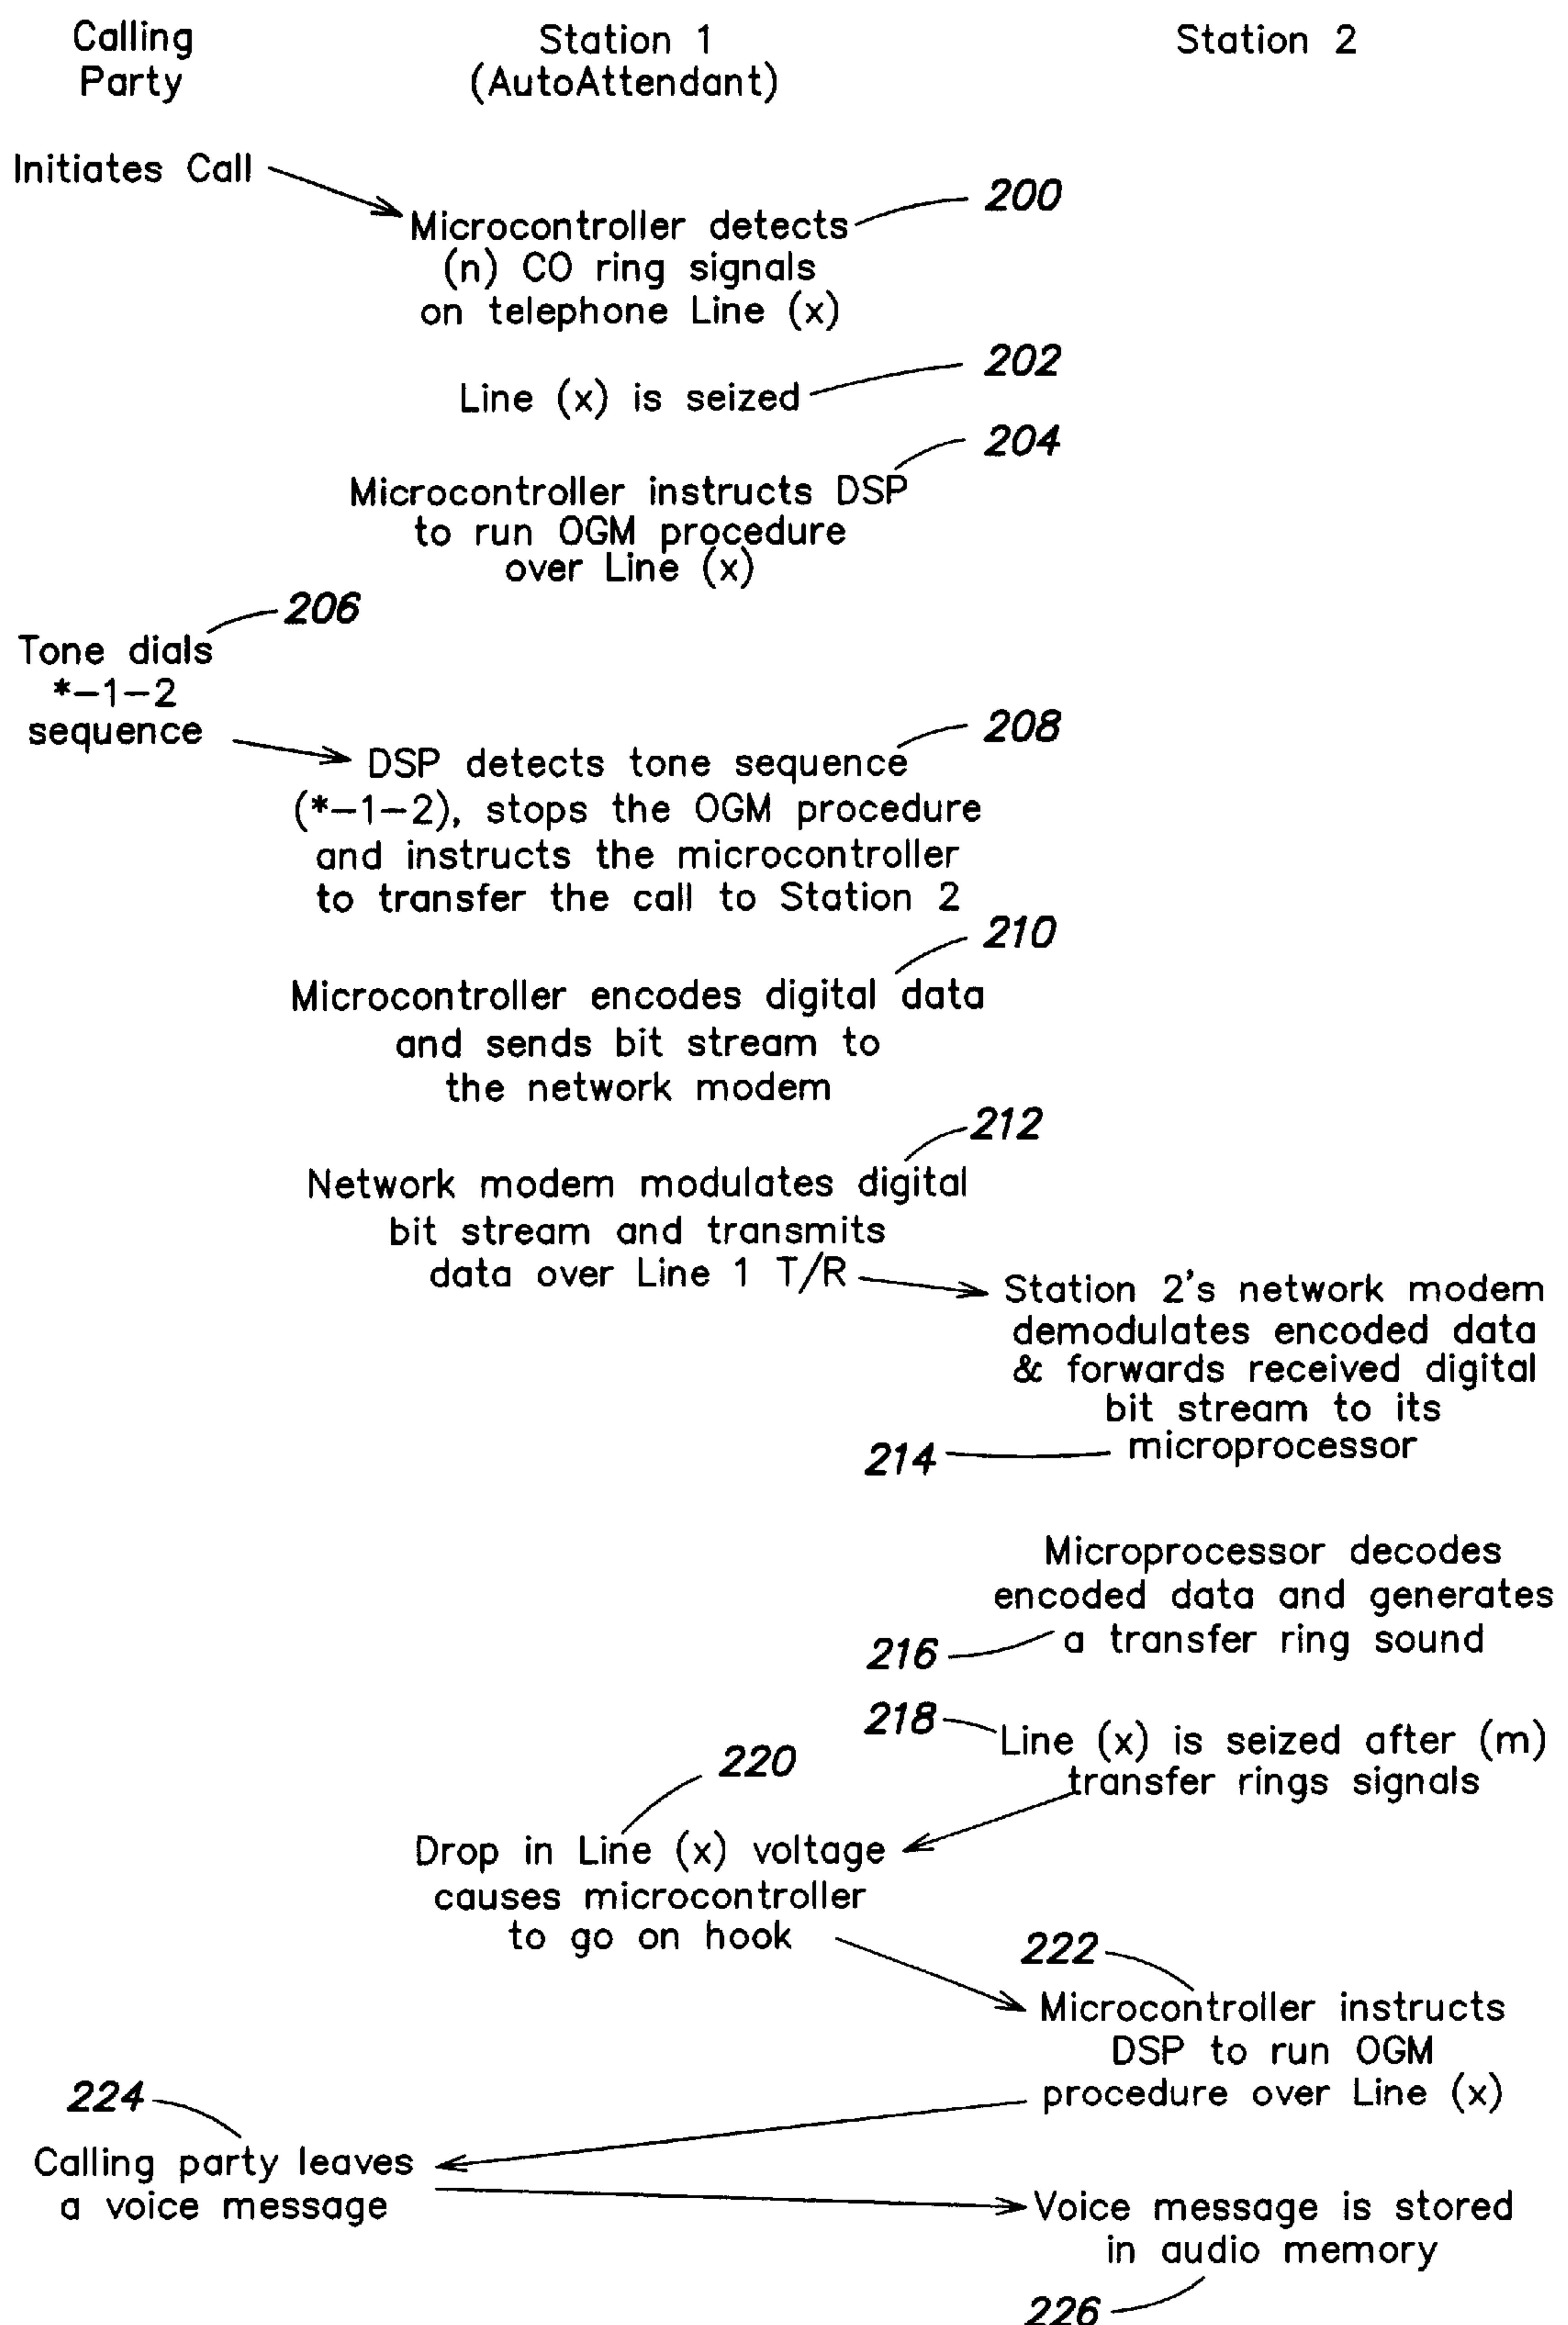 Calling
Party
Station 1
(AutoAttendant)
Station 2
Initiates Call
200
Microcontroller detects
(n) CO ring signals
on telephone Line (x)
202
Line (x) is seized
204
Microcontroller instructs DSP
to run OGM procedure
over Line (x)
206
Tone dials
*-1-2
sequence
208
DSP detects tone sequence
(*-1-2), stops the OGM procedure
and instructs the microcontroller
to transfer the call to Station 2
210
Microcontroller encodes digital data
and sends bit stream to
the network modem
212
Network modem modulates digital
bit stream and transmits
data over Line 1 T/R
Station 2's network modem
demodulates encoded data
& forwards received digital
bit stream to its
microprocessor
214
Microprocessor decodes
encoded data and generates
a transfer ring sound
216
218
Line (x) is seized after (m)
transfer rings signals
220
Drop in Line (x) voltage
causes microcontroller
to go on hook
222
Microcontroller instructs
DSP to run OGM
procedure over Line (x)
224
Calling party leaves
a voice message
Voice message is stored
in audio memory
226